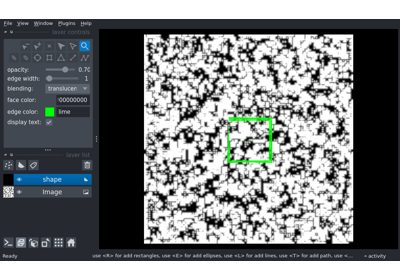 File View Window Plugins Help
layer controls
opacity: 0.70
edge width: 1
blending: translucen
face color: 00000000
edge color: lime
display text:
layer list
shape
Image
Ready
use <R> for add rectangles, use <E> for add ellipses, use <L> for add lines, use <T> for add path, use <...
activity